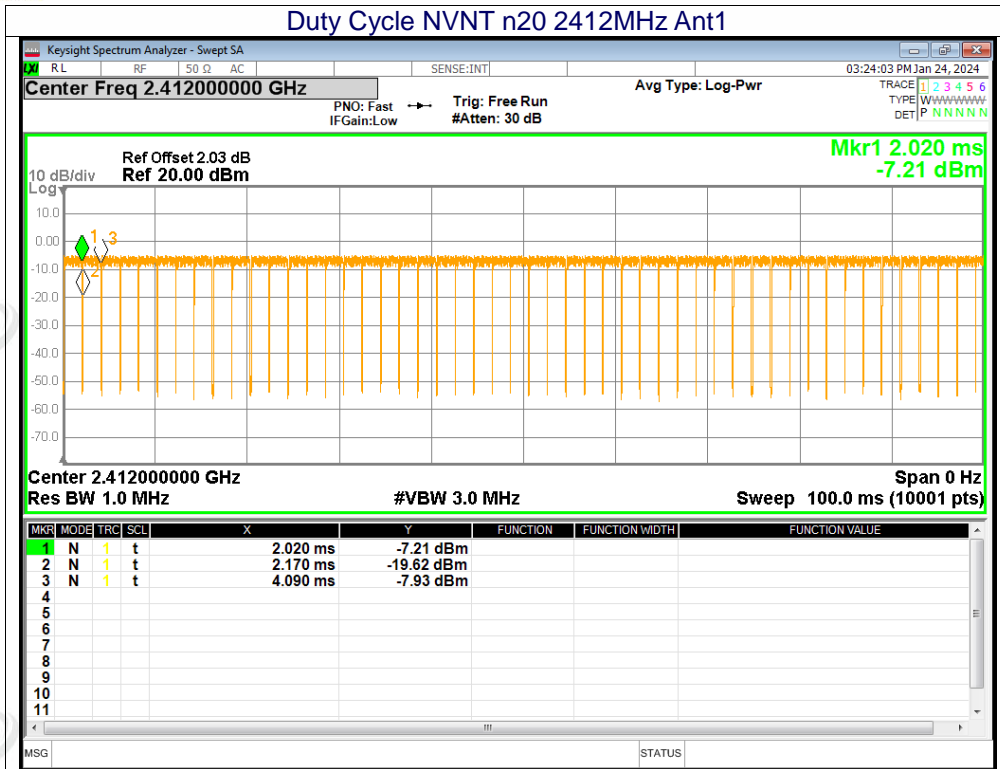 Duty Cycle NVNT n20 2412MHz Ant1
Keysight Spectrum Analyzer - Swept SA
LXI RL RF 50 Ω AC SENSE:INT 03:24:03 PM Jan 24, 2024
Center Freq 2.412000000 GHz Avg Type: Log-Pwr TRACE 1 2 3 4 5 6
PNO: Fast Trig: Free Run TYPE WWWWWWW
IFGain:Low #Atten: 30 dB DET P N N N N N
Mkr1 2.020 ms
Ref Offset 2.03 dB
10 dB/div Ref 20.00 dBm -7.21 dBm
Log
10.0
0.00
1 3
-10.0
2
-20.0
-30.0
-40.0
-50.0
-60.0
-70.0
Center 2.412000000 GHz Span 0 Hz
Res BW 1.0 MHz #VBW 3.0 MHz Sweep 100.0 ms (10001 pts)
MKR MODE TRC SCL X Y FUNCTION FUNCTION WIDTH FUNCTION VALUE
1 N 1 t 2.020 ms -7.21 dBm
2 N 1 t 2.170 ms -19.62 dBm
3 N 1 t 4.090 ms -7.93 dBm
4
5
6
7
8
9
10
11
MSG STATUS